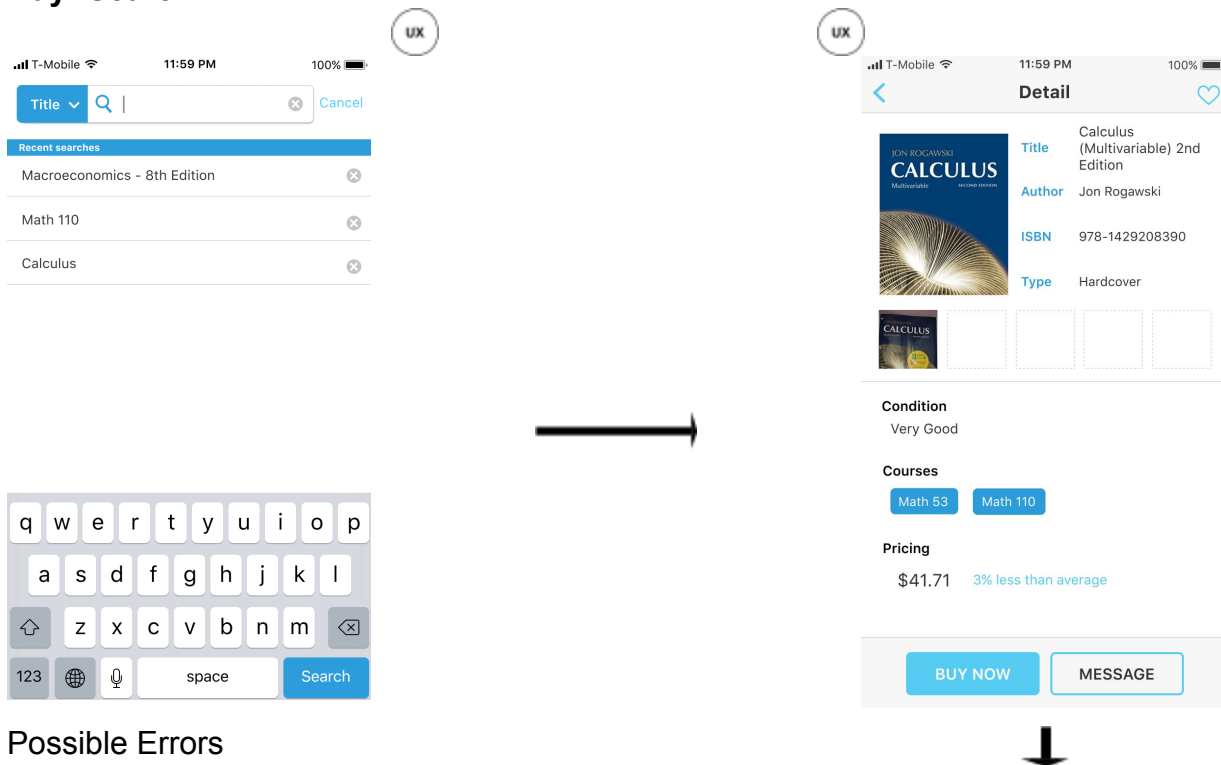 UX
UX
T-Mobile 11:59 PM 100%
Title Cancel
Recent searches
Macroeconomics - 8th Edition
Math 110
Calculus
q w e r t y u i o p
a s d f g h j k l
z x c v b n m
123 space Search
Possible Errors
T-Mobile 11:59 PM 100%
Detail
JON ROGAWSKI
CALCULUS
Multivariable SECOND EDITION
Title Calculus
(Multivariable) 2nd
Edition
Author Jon Rogawski
ISBN 978-1429208390
Type Hardcover
CALCULUS
Condition
Very Good
Courses
Math 53 Math 110
Pricing
$41.71 3% less than average
BUY NOW MESSAGE